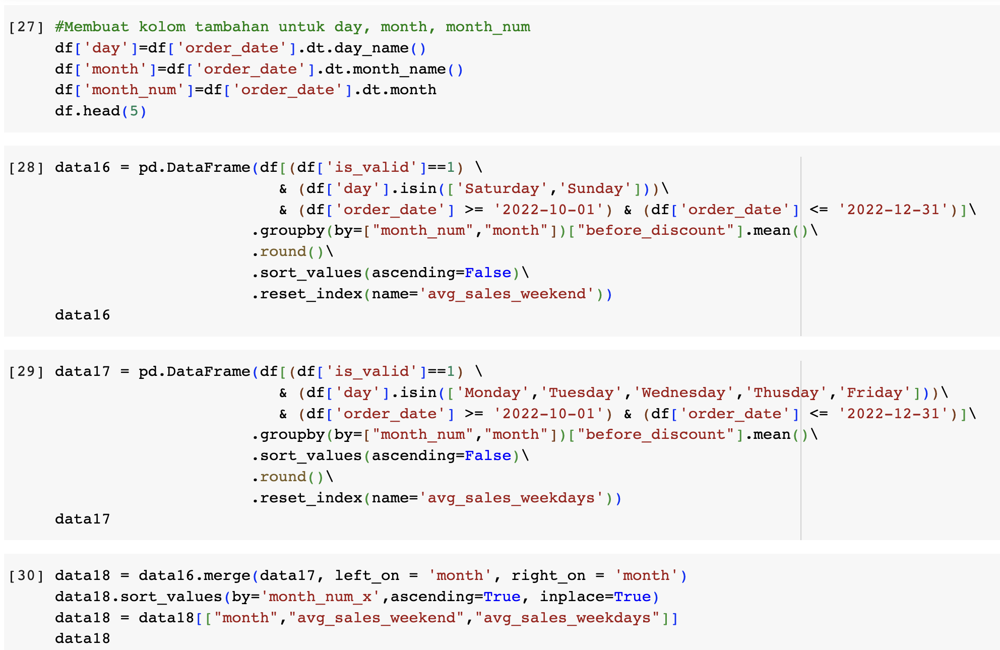 [27] #Membuat kolom tambahan untuk day, month, month_num
df['day']=df['order_date'].dt.day_name()
df['month']=df['order_date'].dt.month_name()
df['month_num']=df['order_date'].dt.month
df.head(5)
[28] data16 = pd.DataFrame(df[(df['is_valid']==1) \
& (df['day'].isin(['Saturday','Sunday']))\
& (df['order_date'] >= '2022-10-01') & (df['order_date'] <= '2022-12-31')]\
.groupby(by=["month_num","month"])["before_discount"].mean()\
.round()\
.sort_values(ascending=False)\
.reset_index(name='avg_sales_weekend'))
data16
[29] data17 = pd.DataFrame(df[(df['is_valid']==1) \
& (df['day'].isin(['Monday','Tuesday','Wednesday','Thusday','Friday']))\
& (df['order_date'] >= '2022-10-01') & (df['order_date'] <= '2022-12-31')]\
.groupby(by=["month_num","month"])["before_discount"].mean()\
.sort_values(ascending=False)\
.round()\
.reset_index(name='avg_sales_weekdays'))
data17
[30] data18 = data16.merge(data17, left_on = 'month', right_on = 'month')
data18.sort_values(by='month_num_x',ascending=True, inplace=True)
data18 = data18[["month","avg_sales_weekend","avg_sales_weekdays"]]
data18